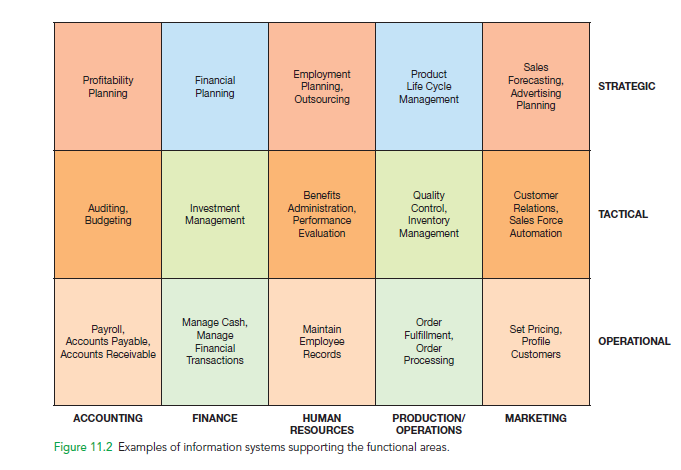 Profitability
Planning
Financial
Planning
Employment
Planning,
Outsourcing
Product
Life Cycle
Management
Sales
Forecasting,
Advertising
Planning
STRATEGIC
Auditing,
Budgeting
Investment
Management
Benefits
Administration,
Performance
Evaluation
Quality
Control,
Inventory
Management
Customer
Relations,
Sales Force
Automation
TACTICAL
Payroll,
Accounts Payable,
Accounts Receivable
Manage Cash,
Manage
Financial
Transactions
Maintain
Employee
Records
Order
Fulfillment,
Order
Processing
Set Pricing,
Profile
Customers
OPERATIONAL
ACCOUNTING
FINANCE
HUMAN
RESOURCES
PRODUCTION/
OPERATIONS
MARKETING
Figure 11.2 Examples of information systems supporting the functional areas.